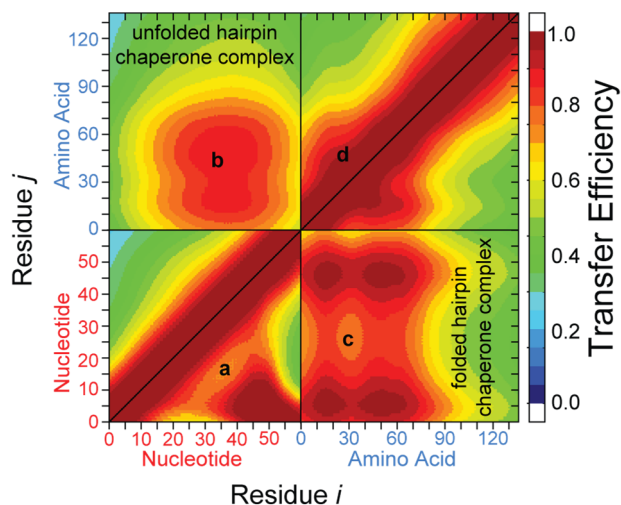 unfolded hairpin
chaperone complex
120
90
60
30
0
Amino Acid
b
d
Residue j
50
40
30
20
10
0
Nucleotide
a
c
folded hairpin
chaperone complex
0 10 20 30 40 50
0 30 60 90 120
Nucleotide
Amino Acid
Residue i
1.0
0.8
0.6
0.4
0.2
0.0
Transfer Efficiency